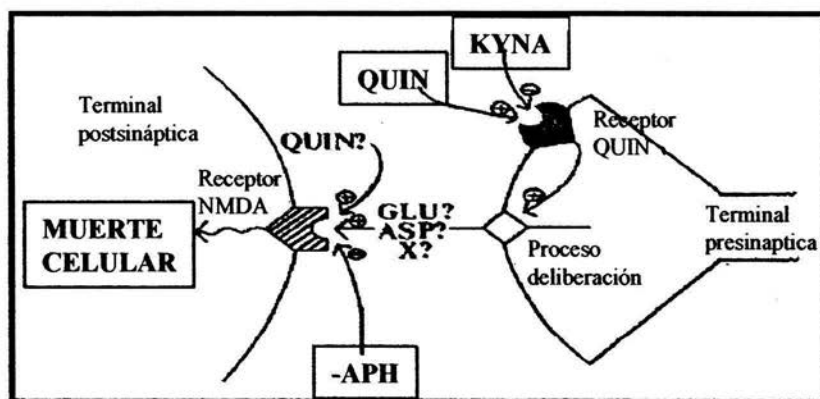 KYNA
QUIN
Terminal
postsináptica
QUIN?
Receptor
QUIN
Receptor
NMDA
MUERTE
CELULAR
GLU?
ASP?
X?
Proceso
deliberación
Terminal
presinaptica
-APH